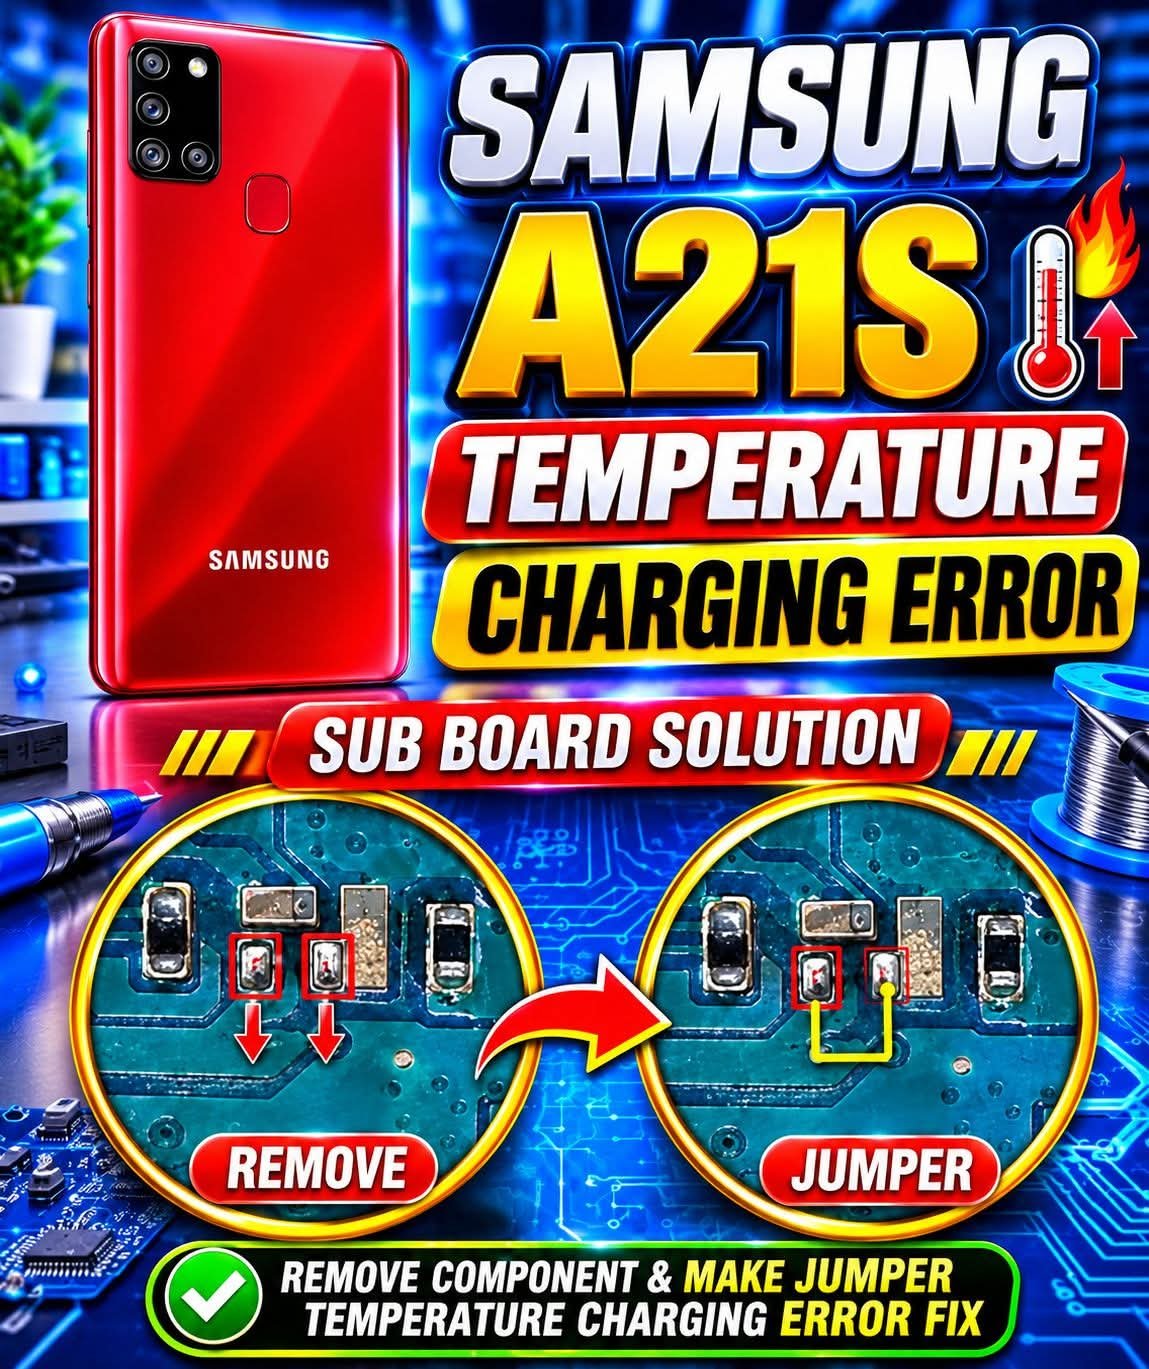 SAMSUNG
A21S
TEMPERATURE
CHARGING ERROR
SAMSUNG
SUB BOARD SOLUTION
REMOVE
JUMPER
REMOVE COMPONENT & MAKE JUMPER
TEMPERATURE CHARGING ERROR FIX